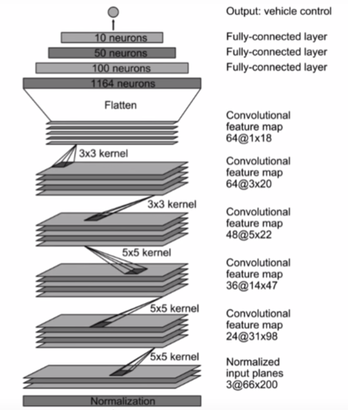 Output: vehicle control
10 neurons
Fully-connected layer
50 neurons
Fully-connected layer
100 neurons
Fully-connected layer
1164 neurons
Flatten
Convolutional
feature map
64@1x18
3x3 kernel
Convolutional
feature map
64@3x20
3x3 kernel
Convolutional
feature map
48@5x22
5x5 kernel
Convolutional
feature map
36@14x47
5x5 kernel
Convolutional
feature map
24@31x98
5x5 kernel
Normalized
input planes
3@66x200
Normalization